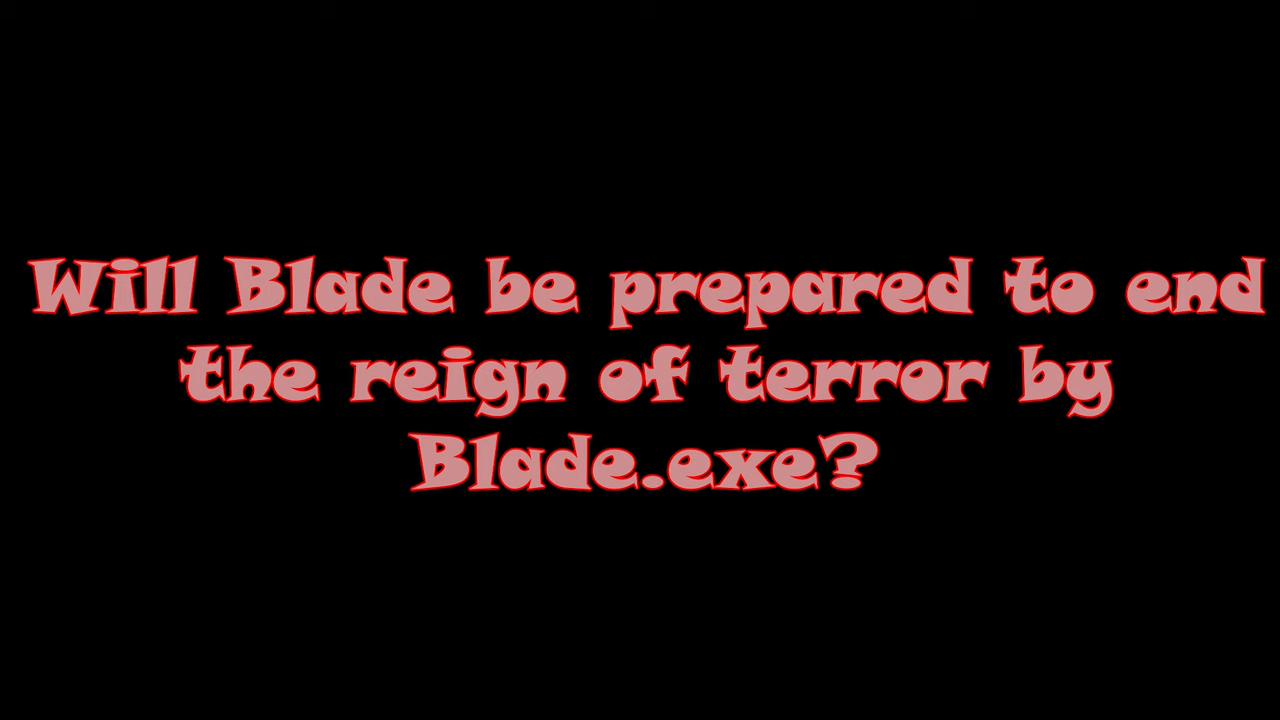 Will Blade be prepared to end
the reign of terror by
Blade.exe?